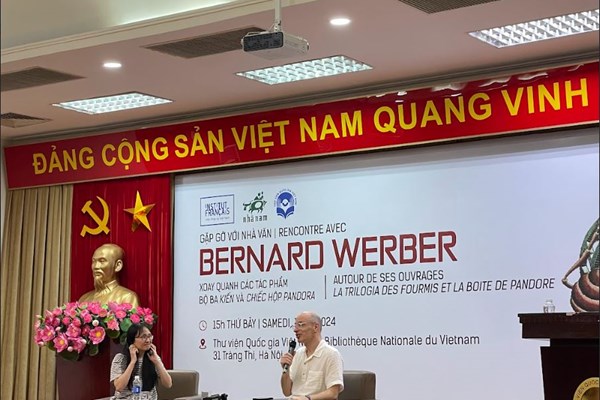 ĐẢNG CỘNG SẢN VIỆT NAM QUANG VINH
INSTITUT
FRANÇAIS
nhã nam
GẶP GỠ VỚI NHÀ VĂN | RENCONTRE AVEC
BERNARD WERBER
XOAY QUANH CÁC TÁC PHẨM
BỘ BA KIẾN VÀ CHIẾC HỘP PANDORA
AUTOUR DE SES OUVRAGES
LA TRILOGIA DES FOURMIS ET LA BOITE DE PANDORE
15h THỨ BẢY | SAMEDI, 2024
Thư viện Quốc gia Bibliothèque Nationale du Vietnam
31 Tràng Thi, Hà Nội